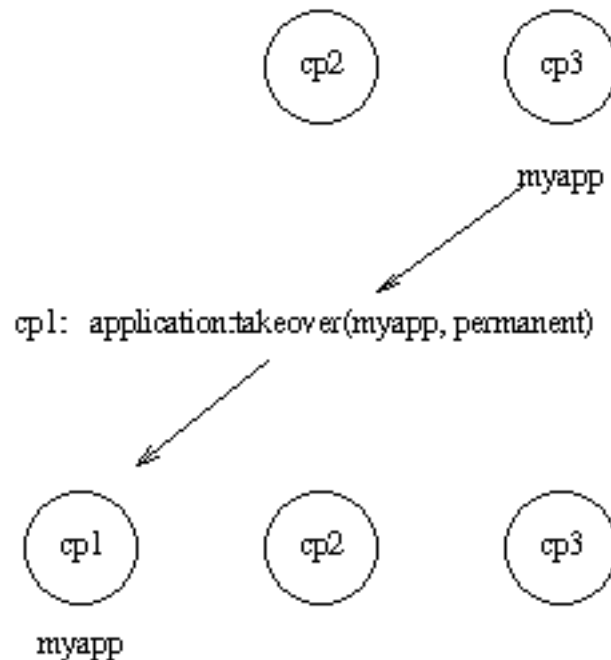 cp2 cp3
myapp
cp1: application:takeover(myapp, permanent)
cp1 cp2 cp3
myapp